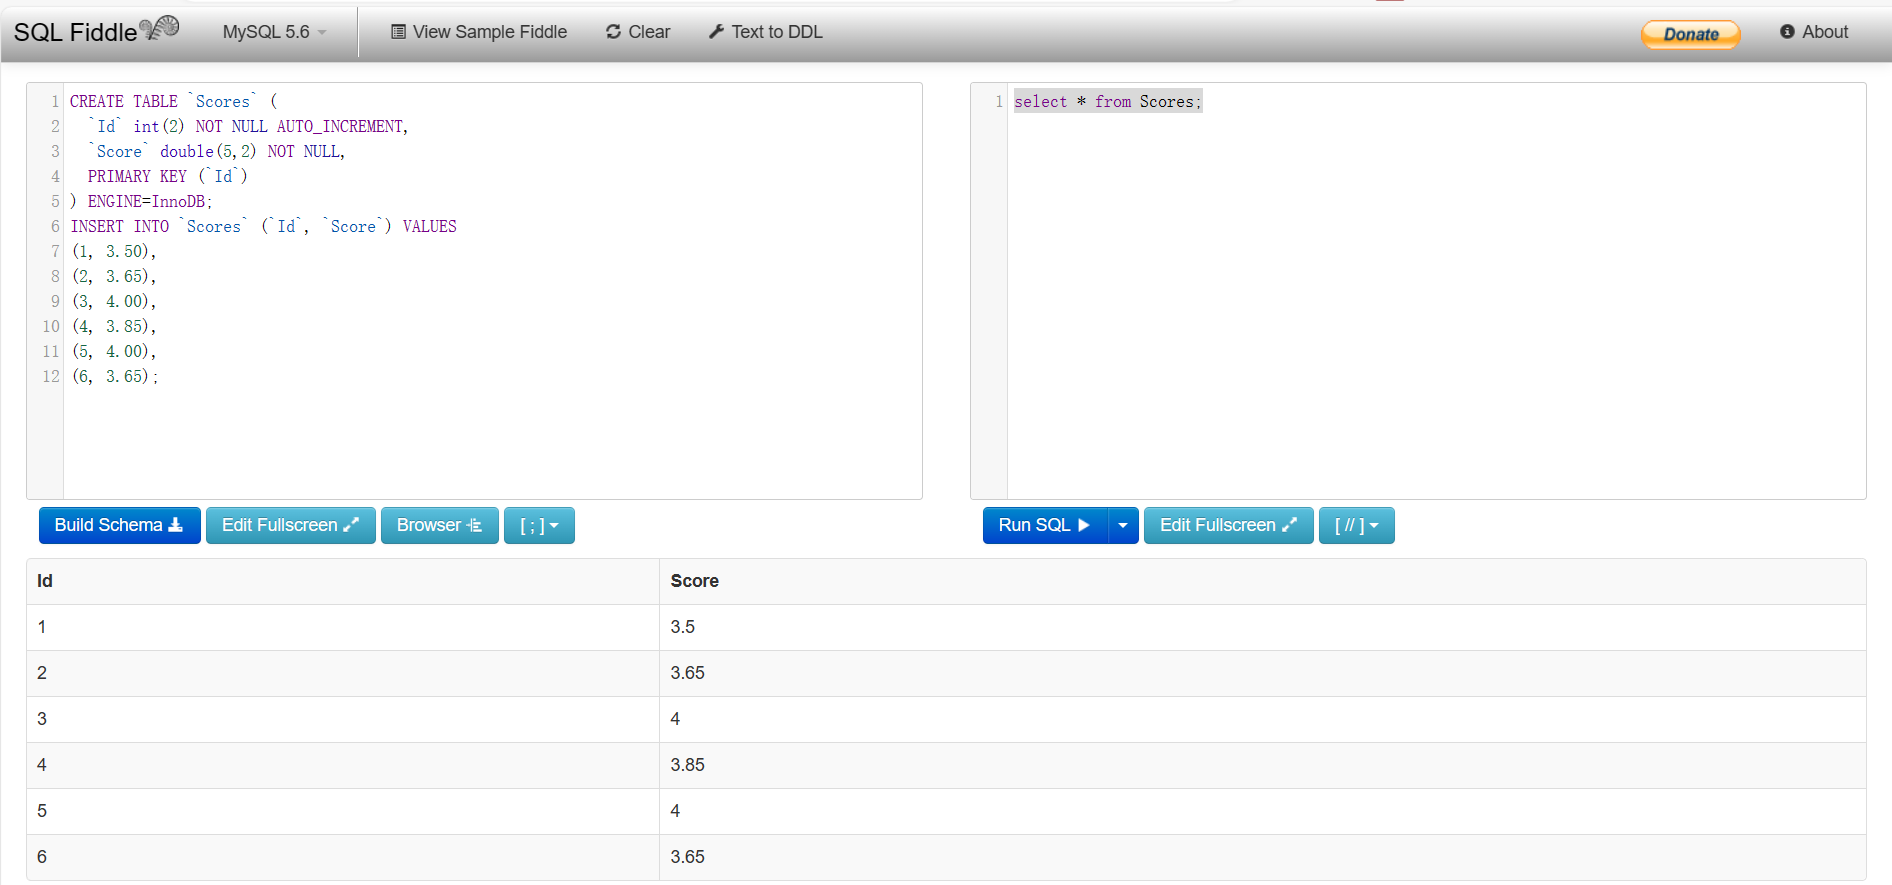 SQL Fiddle MySQL 5.6 View Sample Fiddle Clear Text to DDL Donate About
1 CREATE TABLE `Scores` (
2 `Id` int(2) NOT NULL AUTO_INCREMENT,
3 `Score` double(5,2) NOT NULL,
4 PRIMARY KEY (`Id`)
5 ) ENGINE=InnoDB;
6 INSERT INTO `Scores` (`Id`, `Score`) VALUES
7 (1, 3.50),
8 (2, 3.65),
9 (3, 4.00),
10 (4, 3.85),
11 (5, 4.00),
12 (6, 3.65);
1 select * from Scores;
Build Schema Edit Fullscreen Browser [ ; ]
Run SQL Edit Fullscreen [ // ]
Id Score
1 3.5
2 3.65
3 4
4 3.85
5 4
6 3.65